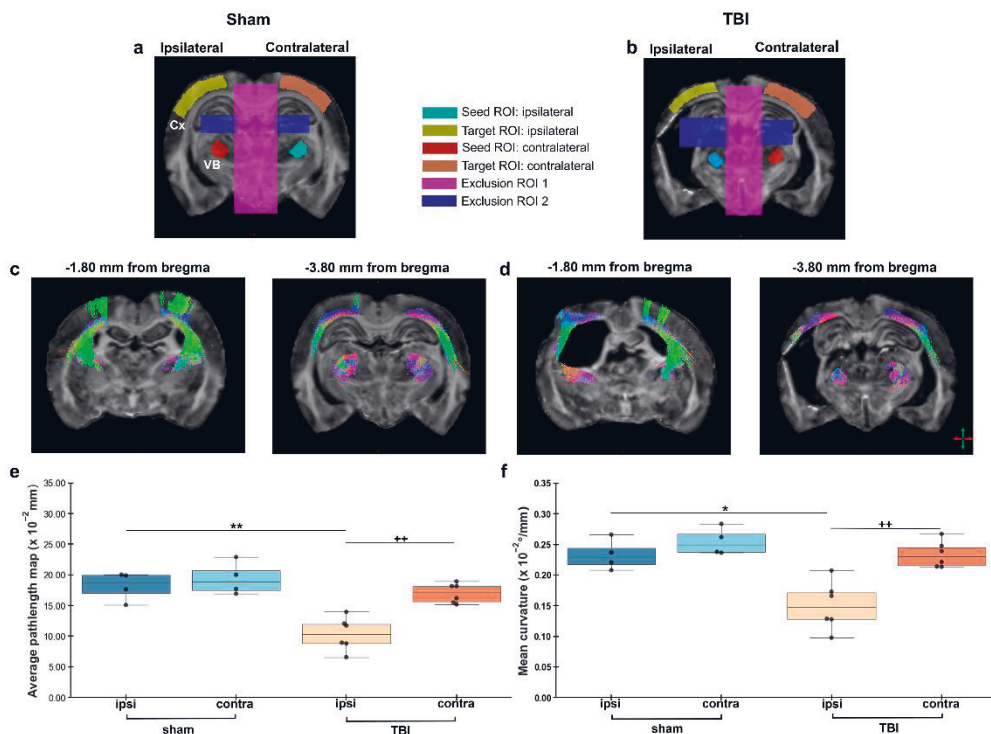 Sham
TBI
a
Ipsilateral
Contralateral
b
Ipsilateral
Contralateral
Cx
VB
Seed ROI: ipsilateral
Target ROI: ipsilateral
Seed ROI: contralateral
Target ROI: contralateral
Exclusion ROI 1
Exclusion ROI 2
c
-1.80 mm from bregma
-3.80 mm from bregma
d
-1.80 mm from bregma
-3.80 mm from bregma
e
Average pathlength map (x 10⁻² mm)
35.00
30.00
25.00
20.00
15.00
10.00
5.00
0.00
**
++
ipsi
contra
ipsi
contra
sham
TBI
f
Mean curvature (x 10⁻²°/mm)
0.35
0.30
0.25
0.20
0.15
0.10
0.05
0.00
*
++
ipsi
contra
ipsi
contra
sham
TBI